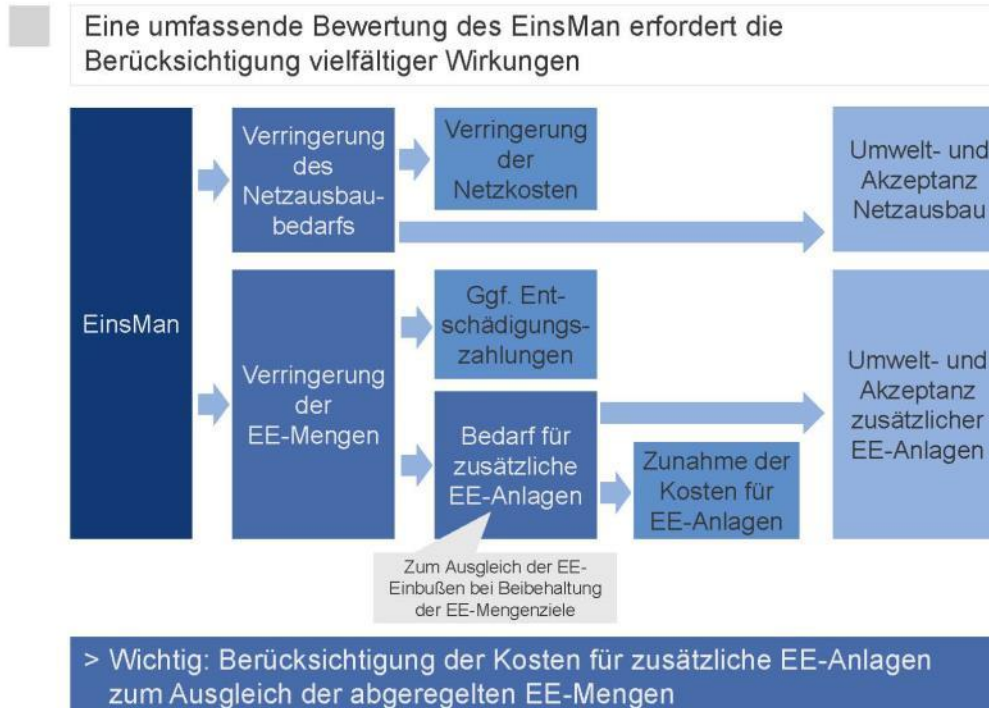 Eine umfassende Bewertung des EinsMan erfordert die
Berücksichtigung vielfältiger Wirkungen
EinsMan
Verringerung
des
Netzausbau-
bedarfs
Verringerung
der
Netzkosten
Umwelt- und
Akzeptanz
Netzausbau
Verringerung
der
EE-Mengen
Ggf. Ent-
schädigungs-
zahlungen
Bedarf für
zusätzliche
EE-Anlagen
Zunahme der
Kosten für
EE-Anlagen
Umwelt- und
Akzeptanz
zusätzlicher
EE-Anlagen
Zum Ausgleich der EE-
Einbußen bei Beibehaltung
der EE-Mengenziele
> Wichtig: Berücksichtigung der Kosten für zusätzliche EE-Anlagen
zum Ausgleich der abgeregelten EE-Mengen